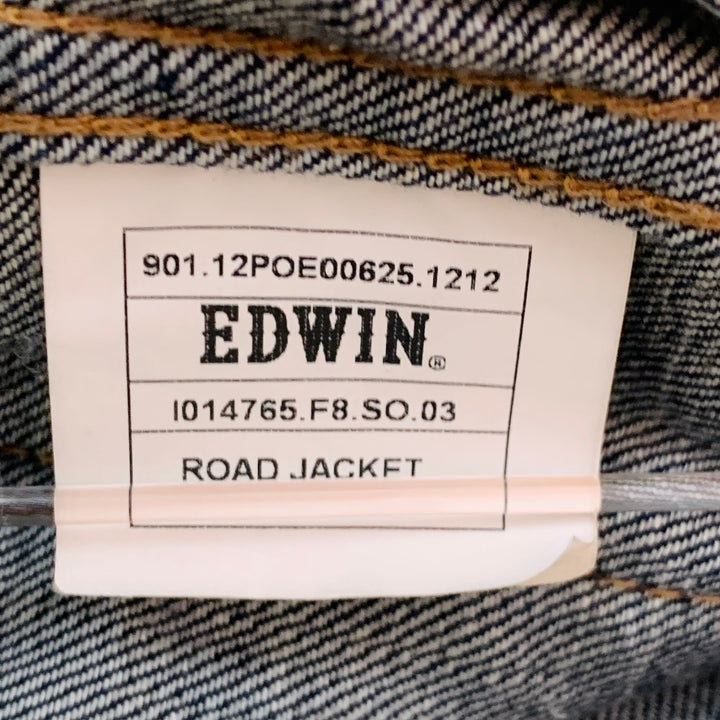 901.12POE00625.1212
EDWIN®
I014765.F8.SO.03
ROAD JACKET